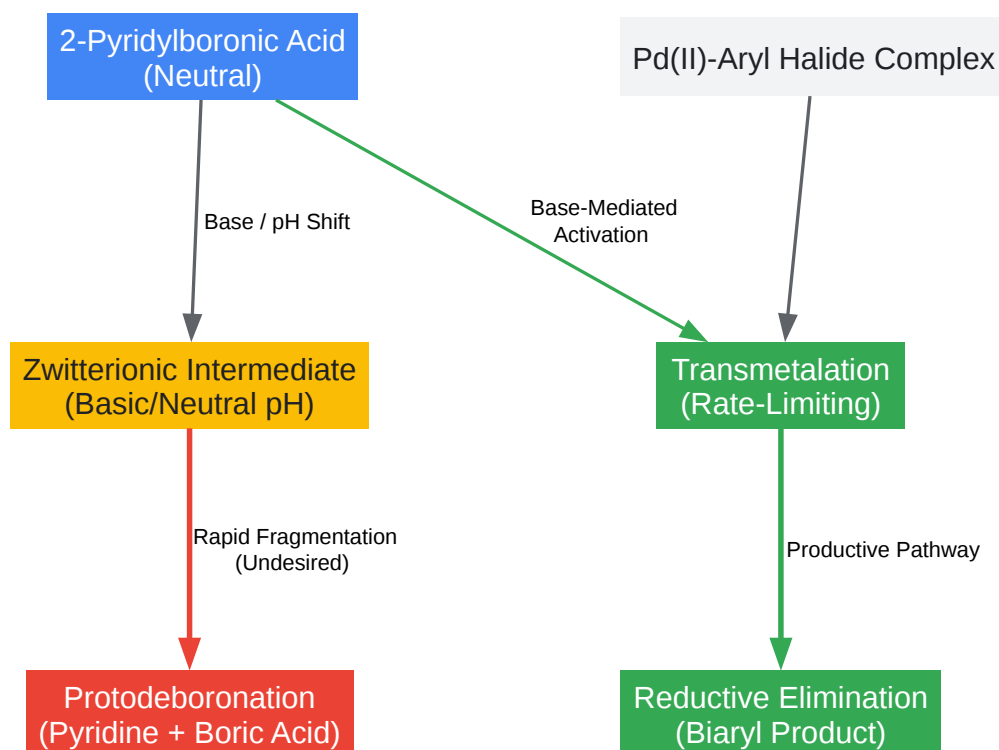 2-Pyridylboronic Acid
(Neutral)
Pd(II)-Aryl Halide Complex
Base / pH Shift
Base-Mediated
Activation
Zwitterionic Intermediate
(Basic/Neutral pH)
Transmetalation
(Rate-Limiting)
Rapid Fragmentation
(Undesired)
Productive Pathway
Protodeboronation
(Pyridine + Boric Acid)
Reductive Elimination
(Biaryl Product)